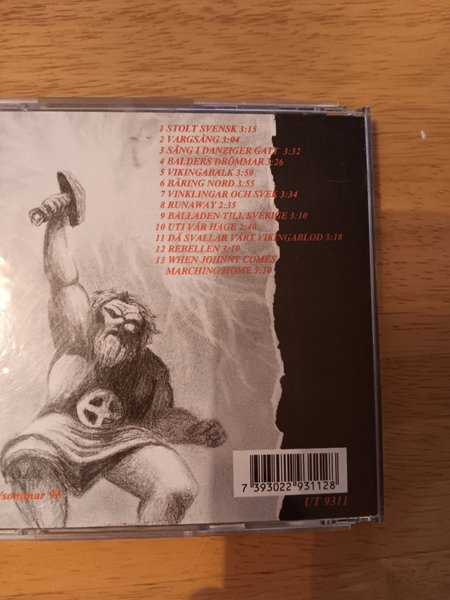 1 STOLT SVENSK 3:15
2 VARGSÅNG 3:04
3 SÅNG I DANZIGER GATT 3:32
4 BALDERS DRÖMMAR 3:26
5 VIKINGABALK 3:50
6 BÄRING NORD 3:55
7 VINKLINGAR OCH SVEK 3:34
8 RUNAWAY 2:35
9 BALLADEN TILL SVERIGE 3:10
10 UTI VÅR HAGE 2:40
11 DÅ SVALLAR VÅRT VIKINGABLOD 3:18
12 REBELLEN 3:10
13 WHEN JOHNNY COMES
MARCHING HOME 3:10
/sommar
7 393022 931128
UT 9311